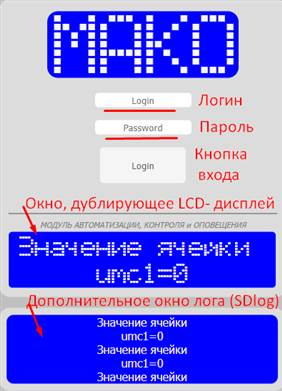 МАКО
Login Логин
Password Пароль
Login Кнопка
входа
Окно, дублирующее LCD- дисплей
МОДУЛЬ АВТОМАТИЗАЦИИ, КОНТРОЛЯ и ОПОВЕЩЕНИЯ
Значение ячейки
umc1=0
Дополнительное окно лога (SDlog)
Значение ячейки
umc1=0
Значение ячейки
umc1=0
Значение ячейки